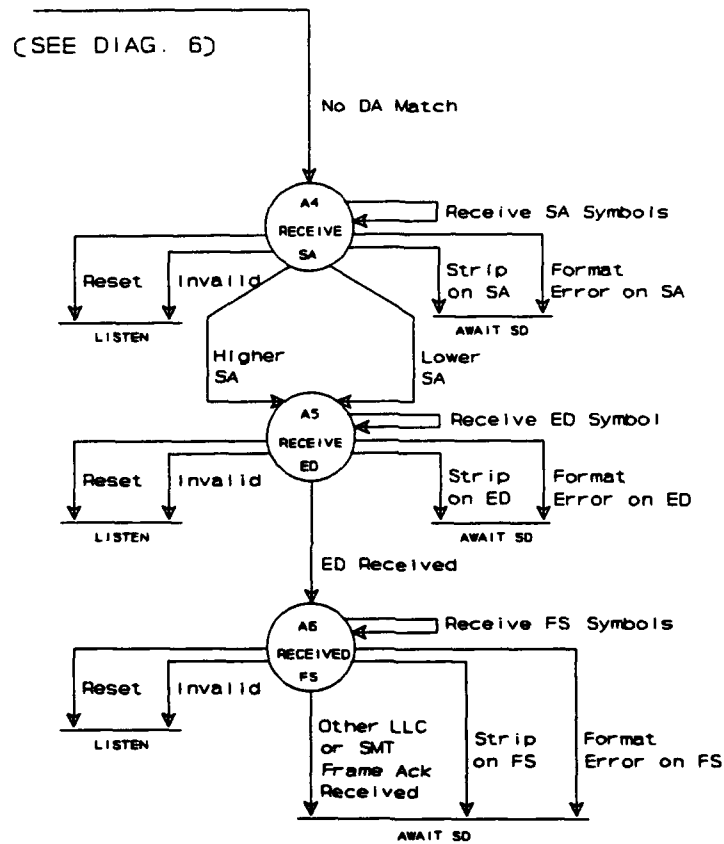 (SEE DIAG. 6)
No DA Match
A4
RECEIVE
SA
Receive SA Symbols
Reset
Invalid
Strip
on SA
Format
Error on SA
LISTEN
AWAIT SD
Higher
SA
Lower
SA
A5
RECEIVE
ED
Receive ED Symbol
Reset
Invalid
Strip
on ED
Format
Error on ED
LISTEN
AWAIT SD
ED Received
A6
RECEIVED
FS
Receive FS Symbols
Reset
Invalid
LISTEN
Other LLC
or SMT
Frame Ack
Received
Strip
on FS
Format
Error on FS
AWAIT SD